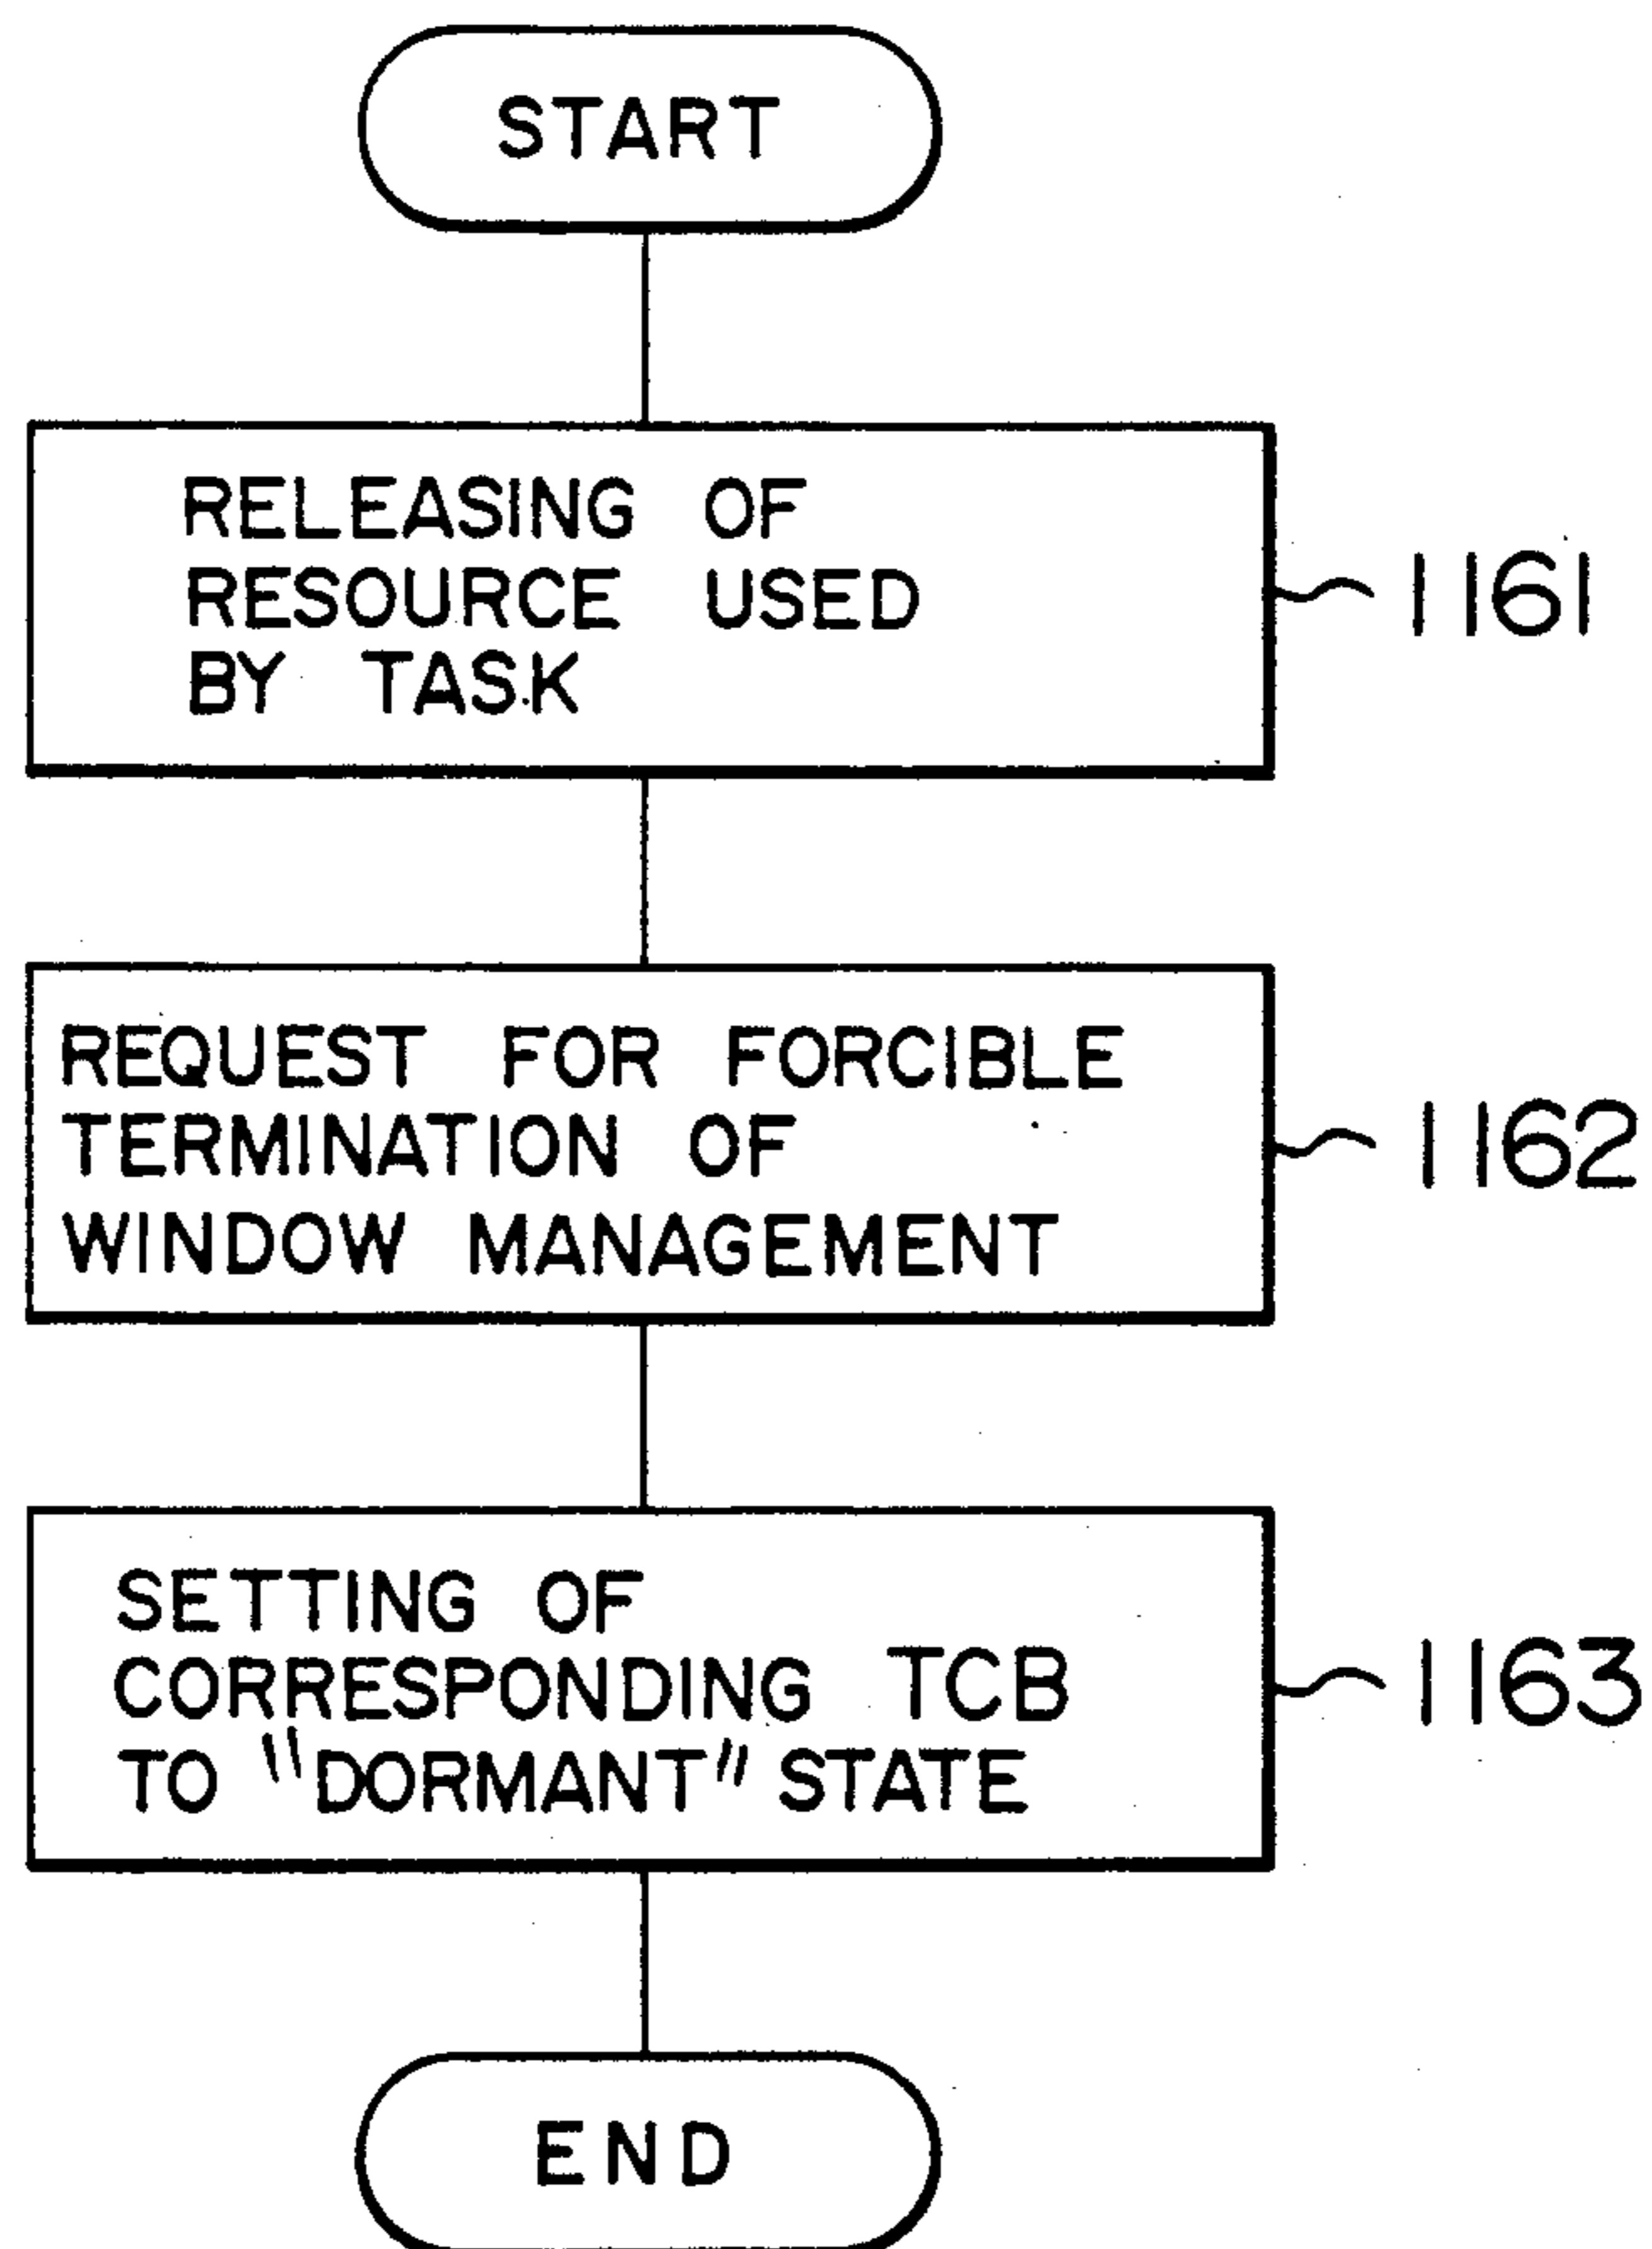 START
RELEASING OF
RESOURCE USED
BY TASK
1161
REQUEST FOR FORCIBLE
TERMINATION OF
WINDOW MANAGEMENT
1162
SETTING OF
CORRESPONDING TCB
TO "DORMANT" STATE
1163
END